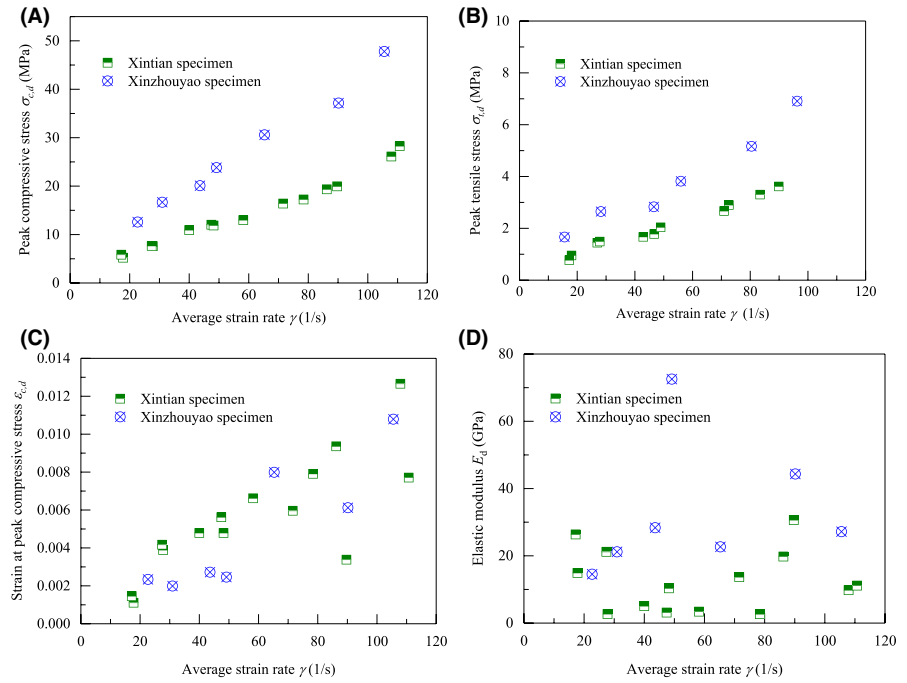 (A)
Peak compressive stress σc,d (MPa)
50
40
30
20
10
0
Xintian specimen
Xinzhouyao specimen
0 20 40 60 80 100 120
Average strain rate γ (1/s)
(B)
Peak tensile stress σt,d (MPa)
10
8
6
4
2
0
Xintian specimen
Xinzhouyao specimen
0 20 40 60 80 100 120
Average strain rate γ (1/s)
(C)
Strain at peak compressive stress εc,d
0.014
0.012
0.010
0.008
0.006
0.004
0.002
0.000
Xintian specimen
Xinzhouyao specimen
0 20 40 60 80 100 120
Average strain rate γ (1/s)
(D)
Elastic modulus Ed (GPa)
80
60
40
20
0
Xintian specimen
Xinzhouyao specimen
0 20 40 60 80 100 120
Average strain rate γ (1/s)